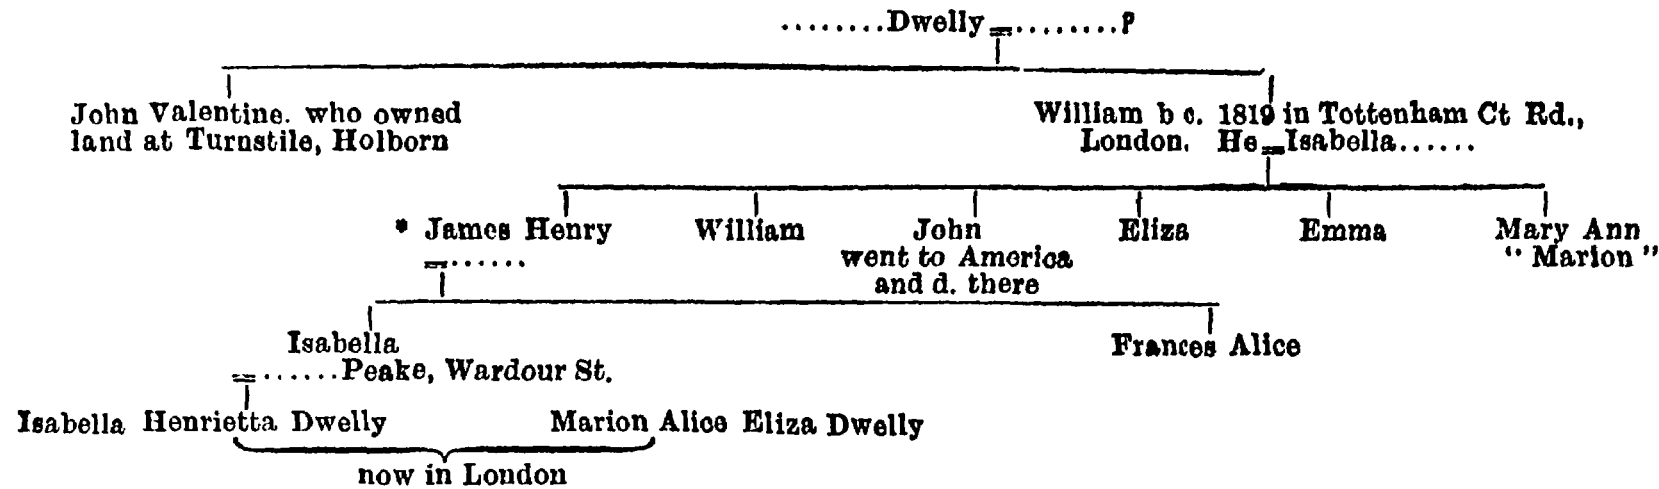 ........Dwelly = ........?
John Valentine. who owned
land at Turnstile, Holborn
William b c. 1819 in Tottenham Ct Rd.,
London. He = Isabella......
* James Henry
= ......
William
John
went to America
and d. there
Eliza
Emma
Mary Ann
“ Marion ”
Isabella
= ......Peake, Wardour St.
Frances Alice
Isabella Henrietta Dwelly
Marion Alice Eliza Dwelly
now in London